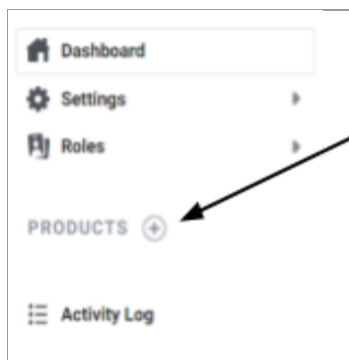 Dashboard
Settings
Roles
PRODUCTS
Activity Log